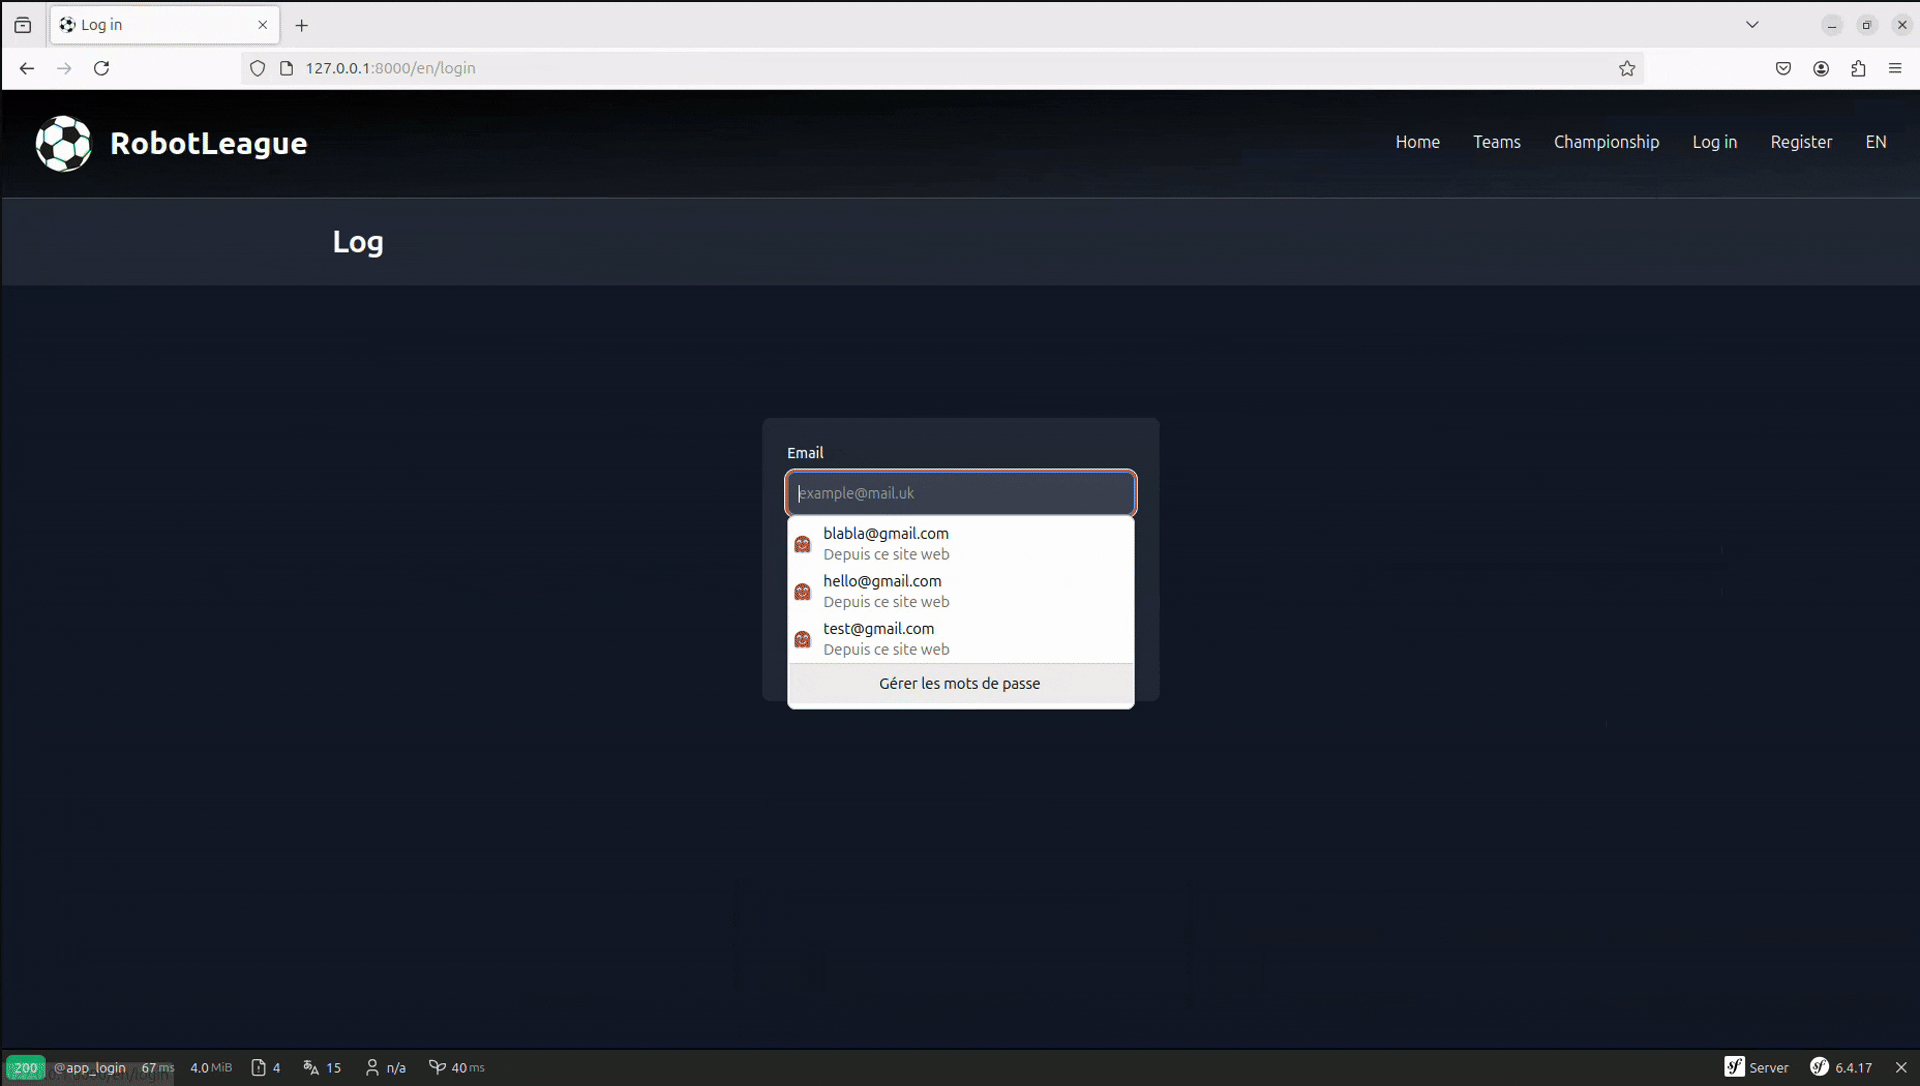 Log in
127.0.0.1:8000/en/login
RobotLeague
Home Teams Championship Log in Register EN
Log
Email
example@mail.uk
blabla@gmail.com
Depuis ce site web
hello@gmail.com
Depuis ce site web
test@gmail.com
Depuis ce site web
Gérer les mots de passe
200 @app_login 67 ms 4.0 MiB 4 15 n/a 40 ms Server 6.4.17